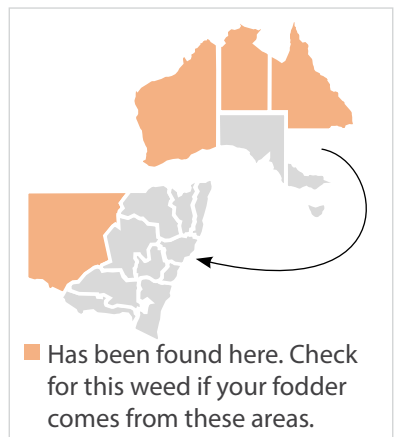 Has been found here. Check
for this weed if your fodder
comes from these areas.